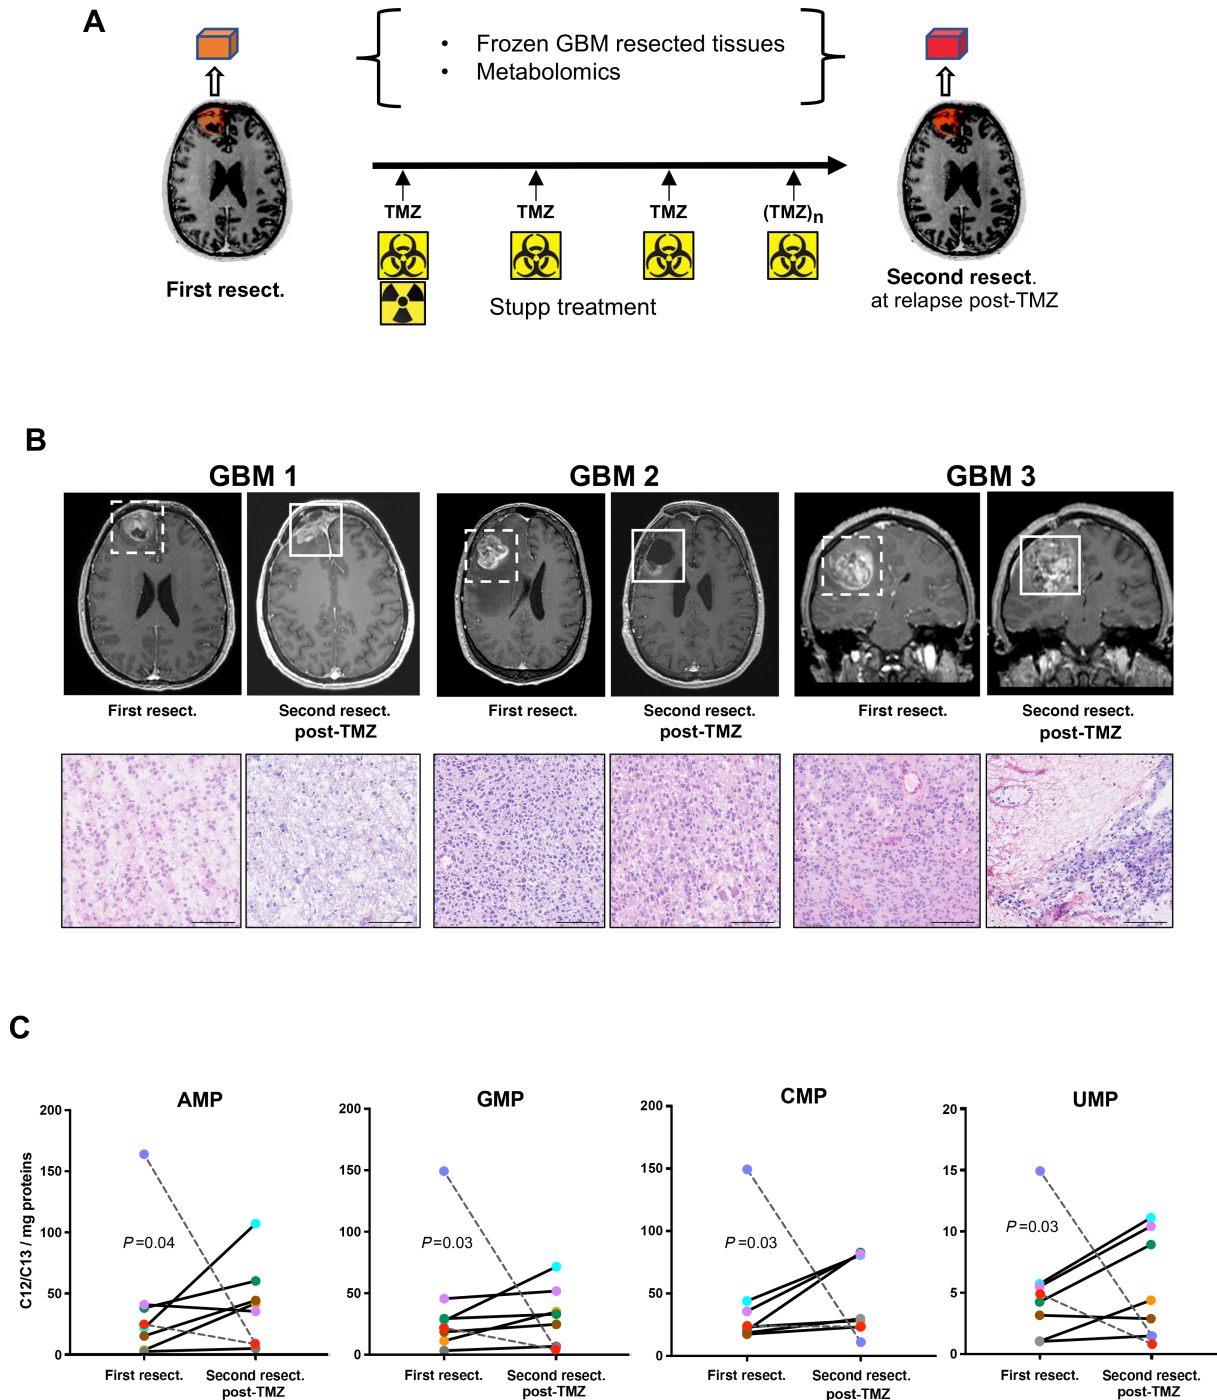 A
• Frozen GBM resected tissues
• Metabolomics
TMZ TMZ TMZ (TMZ)n
First resect.
Stupp treatment
Second resect.
at relapse post-TMZ
B
GBM 1 GBM 2 GBM 3
First resect. Second resect. First resect. Second resect. First resect. Second resect.
post-TMZ post-TMZ post-TMZ
C
AMP
C12/C13 / mg proteins
200
150
100
50
0
P=0.04
First resect. Second resect.
post-TMZ
GMP
200
150
100
50
0
P=0.03
First resect. Second resect.
post-TMZ
CMP
200
150
100
50
0
P=0.03
First resect. Second resect.
post-TMZ
UMP
20
15
10
5
0
P=0.03
First resect. Second resect.
post-TMZ